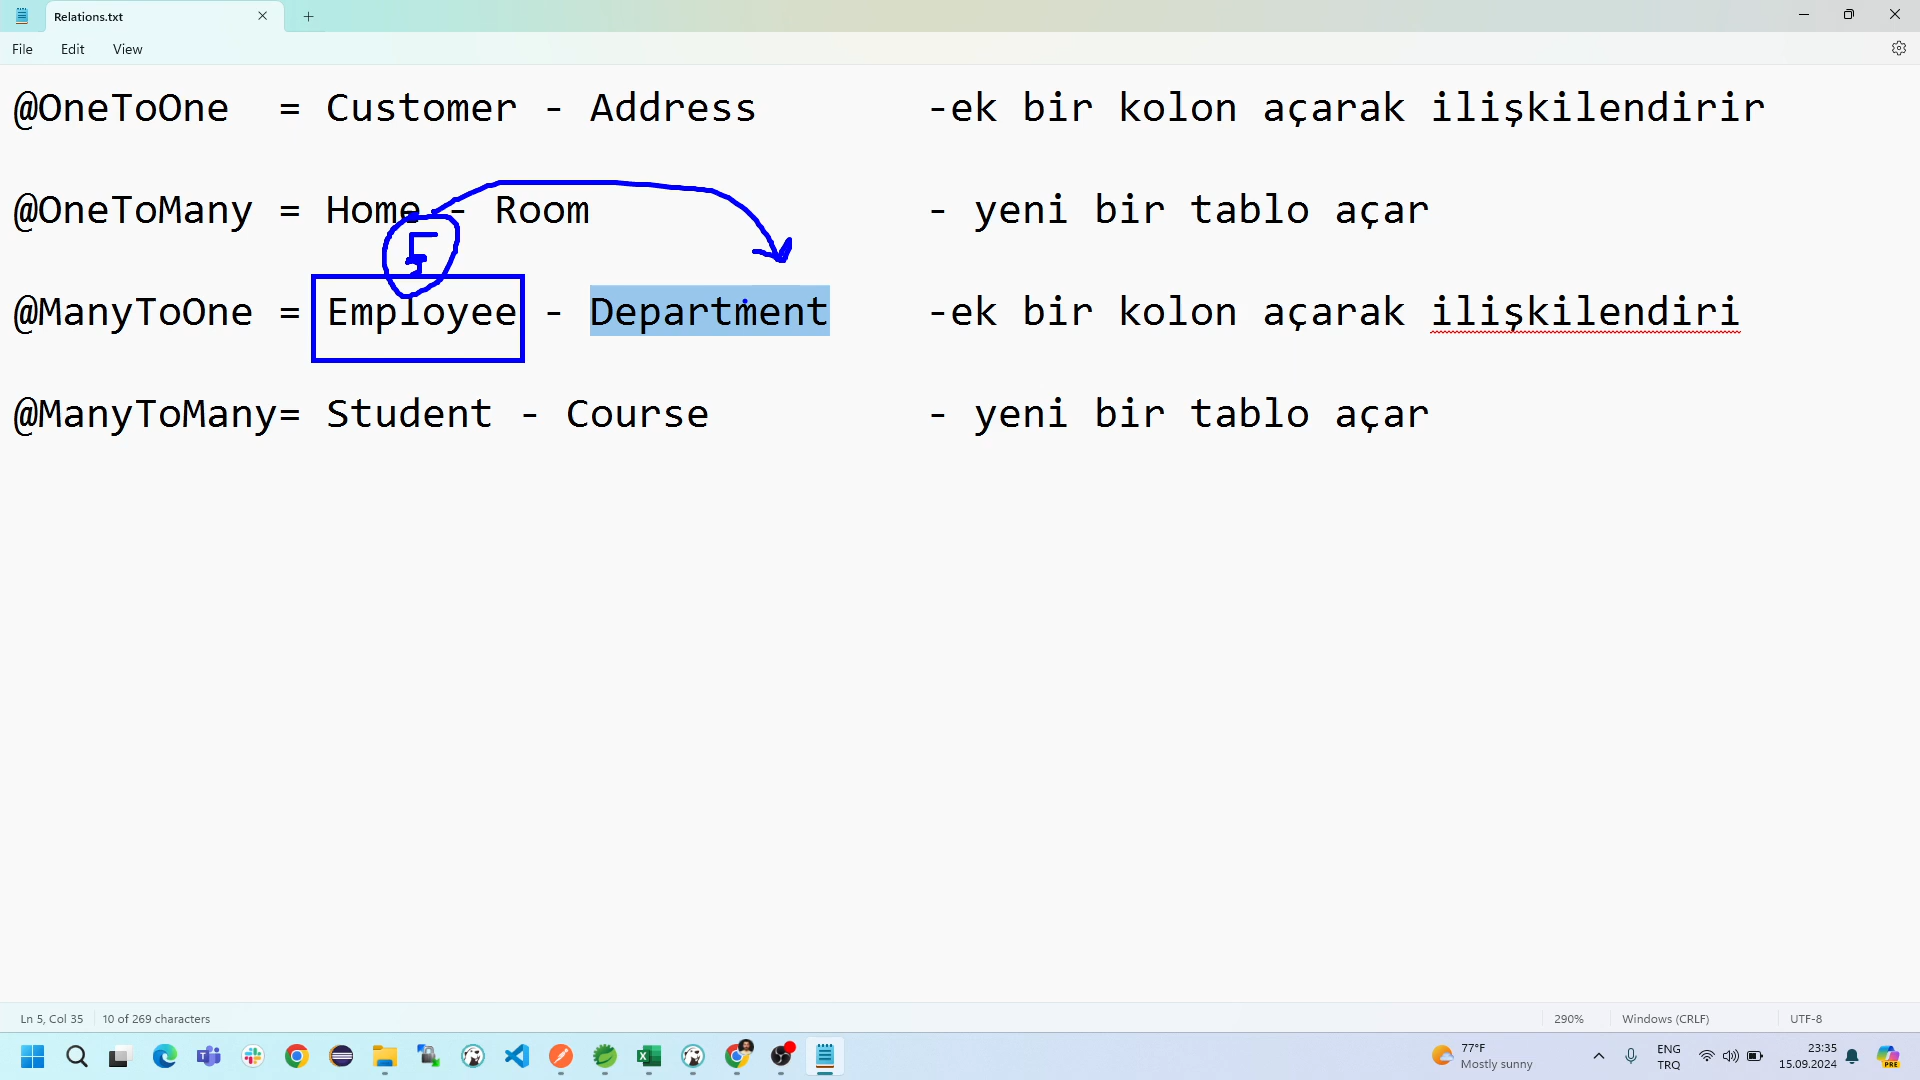 Relations.txt
File Edit View
@OneToOne = Customer - Address -ek bir kolon açarak ilişkilendirir
@OneToMany = Home - Room - yeni bir tablo açar
5
@ManyToOne = Employee - Department -ek bir kolon açarak ilişkilendiri
@ManyToMany= Student - Course - yeni bir tablo açar
Ln 5, Col 35 10 of 269 characters 290% Windows (CRLF) UTF-8
77°F
Mostly sunny
ENG
TRQ
23:35
15.09.2024
PRE